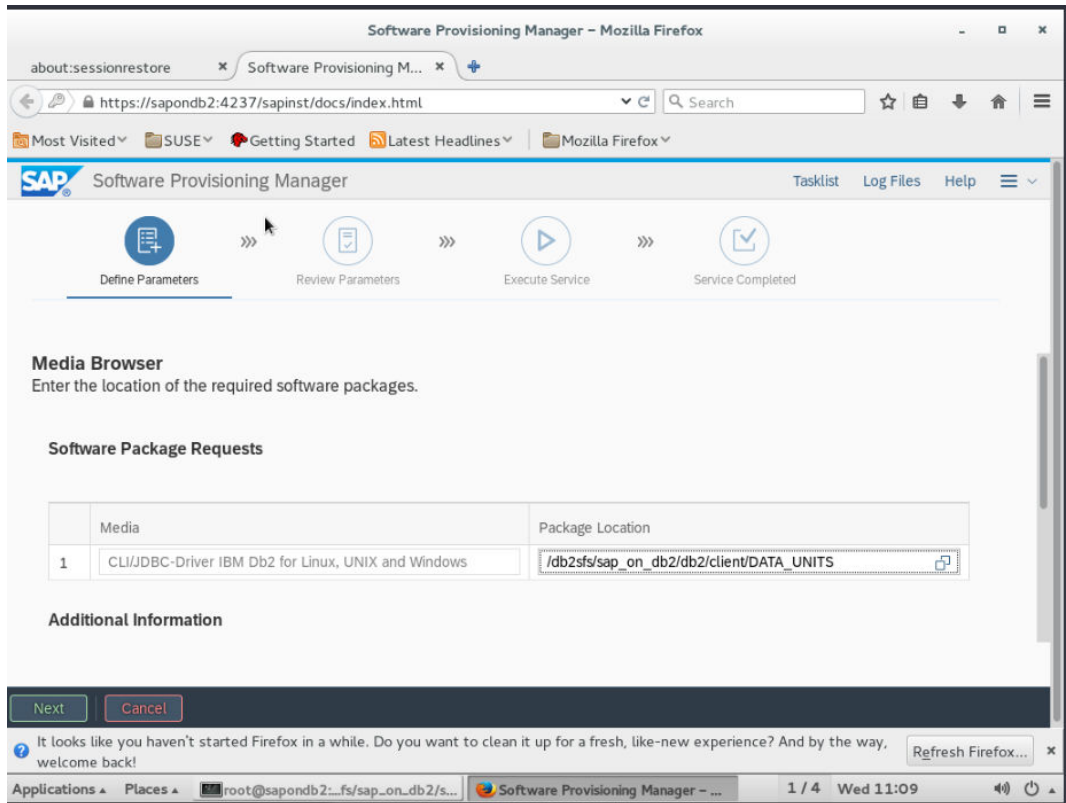 Software Provisioning Manager – Mozilla Firefox
about:sessionrestore
Software Provisioning M...
https://sapondb2:4237/sapinst/docs/index.html
Search
Most Visited
SUSE
Getting Started
Latest Headlines
Mozilla Firefox
SAP® Software Provisioning Manager
Tasklist
Log Files
Help
Define Parameters
Review Parameters
Execute Service
Service Completed
Media Browser
Enter the location of the required software packages.
Software Package Requests
Media
Package Location
1
CLI/JDBC-Driver IBM Db2 for Linux, UNIX and Windows
/db2sfs/sap_on_db2/db2/client/DATA_UNITS
Additional Information
Next
Cancel
It looks like you haven't started Firefox in a while. Do you want to clean it up for a fresh, like-new experience? And by the way,
welcome back!
Refresh Firefox...
Applications
Places
root@sapondb2:..._fs/sap_on_db2/s...
Software Provisioning Manager – ...
1 / 4
Wed 11:09